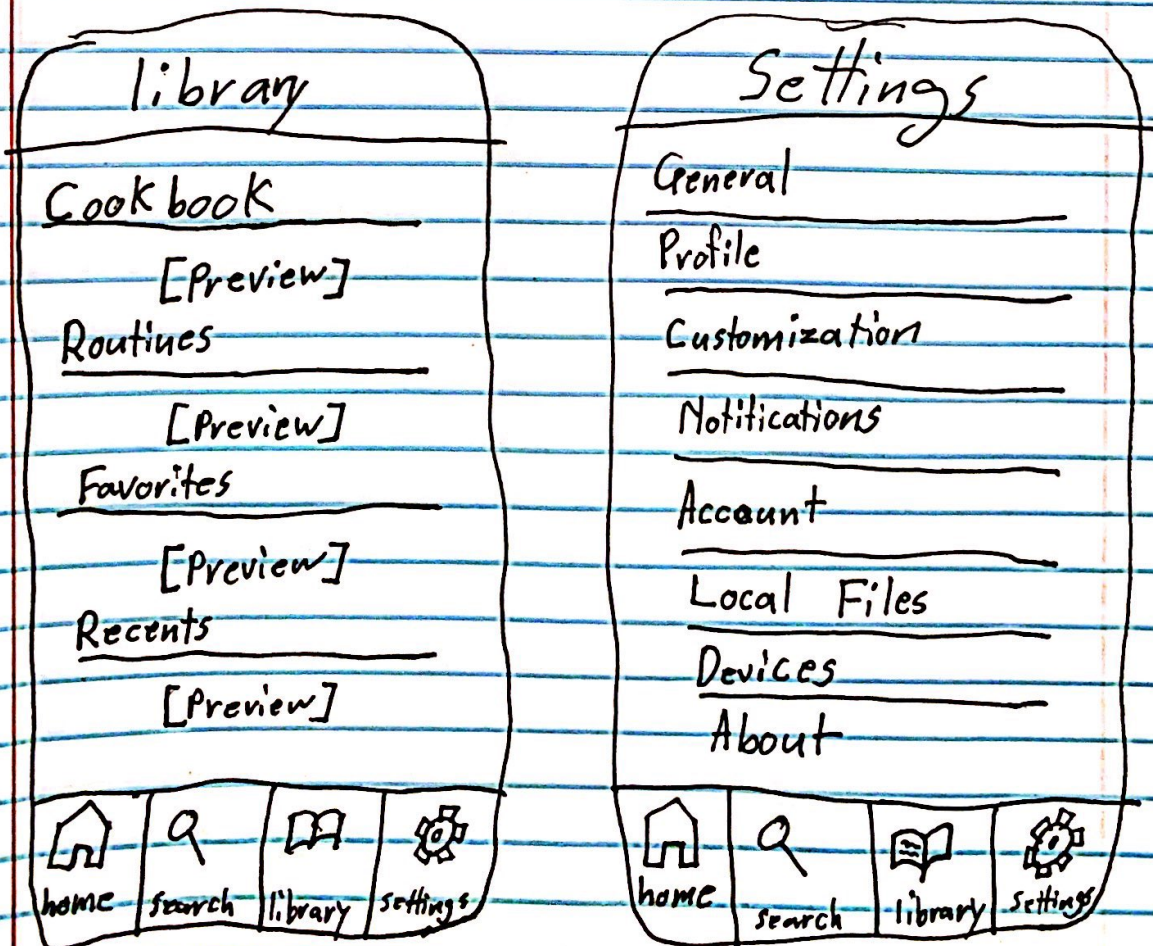 library
Cookbook
[Preview]
Routines
[Preview]
Favorites
[Preview]
Recents
[Preview]
home search library settings
Settings
General
Profile
Customization
Notifications
Account
Local Files
Devices
About
home search library settings